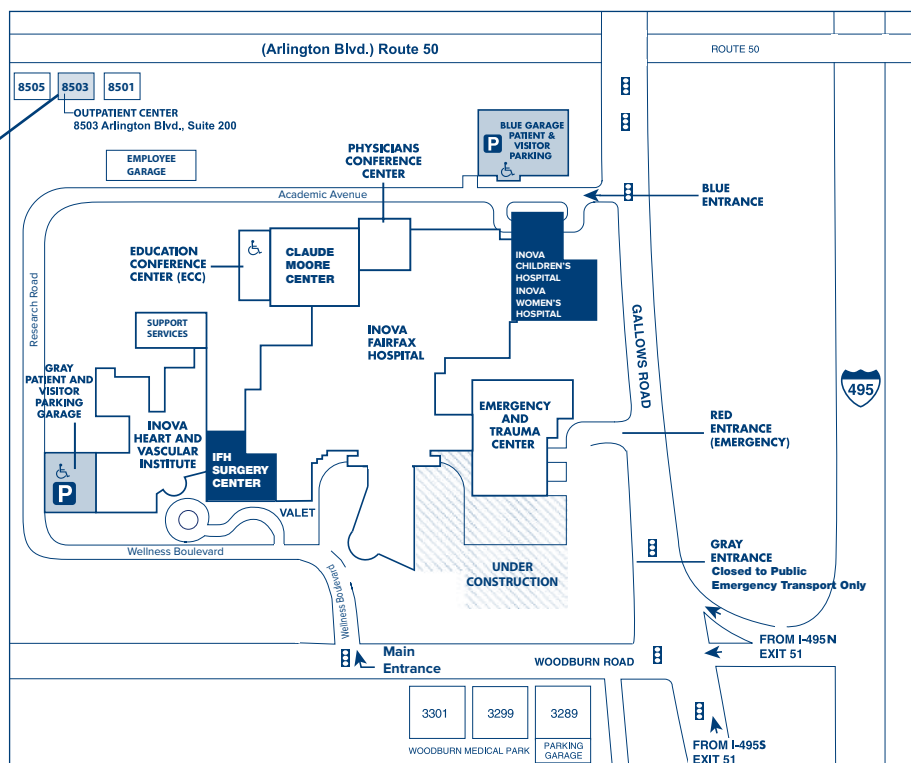 (Arlington Blvd.) Route 50
ROUTE 50
8505
8503
8501
OUTPATIENT CENTER
8503 Arlington Blvd., Suite 200
EMPLOYEE
GARAGE
BLUE GARAGE
PATIENT &
VISITOR
PARKING
P
PHYSICIANS
CONFERENCE
CENTER
Academic Avenue
BLUE
ENTRANCE
EDUCATION
CONFERENCE
CENTER (ECC)
CLAUDE
MOORE
CENTER
INOVA
CHILDREN'S
HOSPITAL
INOVA
WOMEN'S
HOSPITAL
Research Road
SUPPORT
SERVICES
INOVA
FAIRFAX
HOSPITAL
GALLOWS ROAD
495
GRAY
PATIENT AND
VISITOR
PARKING
GARAGE
P
INOVA
HEART AND
VASCULAR
INSTITUTE
IFH
SURGERY
CENTER
EMERGENCY
AND
TRAUMA
CENTER
RED
ENTRANCE
(EMERGENCY)
VALET
Wellness Boulevard
Wellness Boulevard
UNDER
CONSTRUCTION
GRAY
ENTRANCE
Closed to Public
Emergency Transport Only
Main
Entrance
WOODBURN ROAD
FROM I-495N
EXIT 51
3301
3299
3289
WOODBURN MEDICAL PARK
PARKING
GARAGE
FROM I-495S
EXIT 51